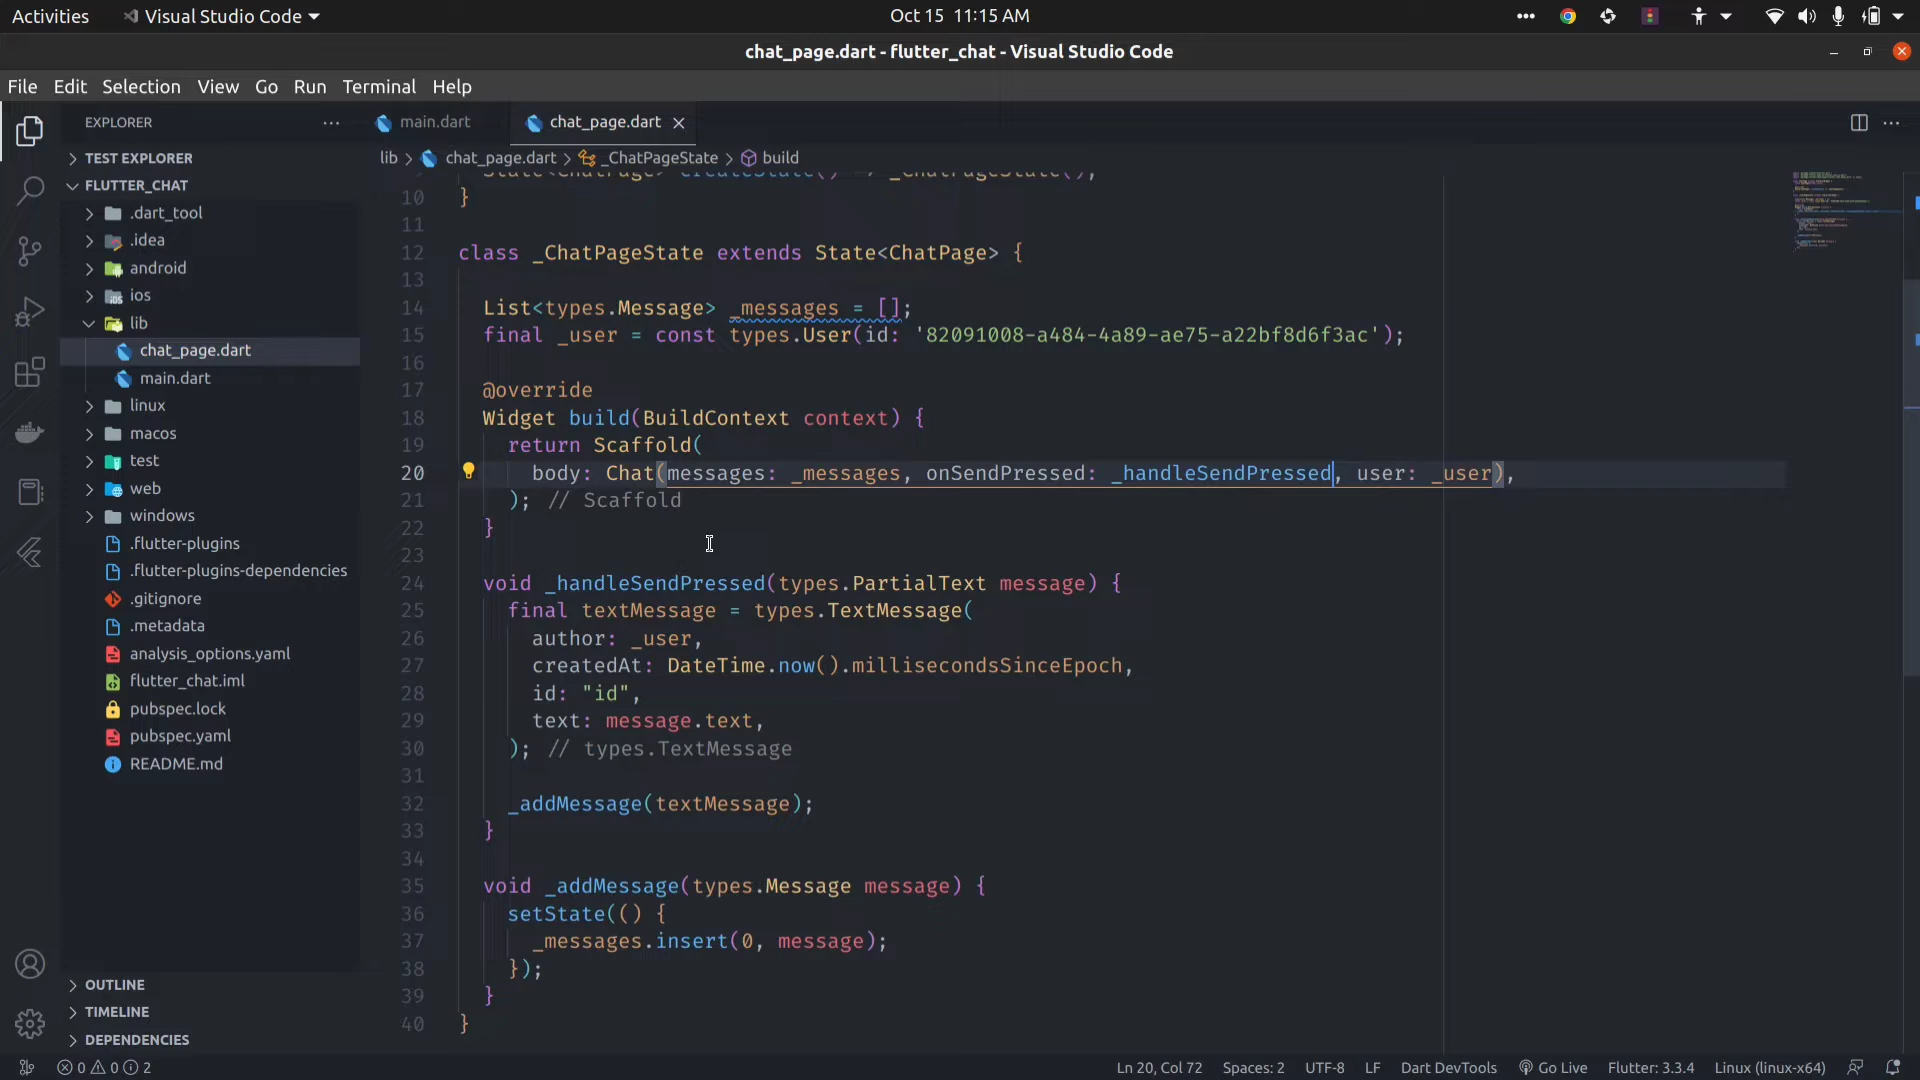 Activities
Visual Studio Code
Oct 15 11:15 AM
chat_page.dart - flutter_chat - Visual Studio Code
File Edit Selection View Go Run Terminal Help
EXPLORER
main.dart
chat_page.dart
lib > chat_page.dart > _ChatPageState > build
TEST EXPLORER
FLUTTER_CHAT
.dart_tool
.idea
android
ios
lib
chat_page.dart
main.dart
linux
macos
test
web
windows
.flutter-plugins
.flutter-plugins-dependencies
.gitignore
.metadata
analysis_options.yaml
flutter_chat.iml
pubspec.lock
pubspec.yaml
README.md
OUTLINE
TIMELINE
DEPENDENCIES
State<ChatPage> createState() => _ChatPageState();
10 }
11
12 class _ChatPageState extends State<ChatPage> {
13
14 List<types.Message> _messages = [];
15 final _user = const types.User(id: '82091008-a484-4a89-ae75-a22bf8d6f3ac');
16
17 @override
18 Widget build(BuildContext context) {
19 return Scaffold(
20 body: Chat(messages: _messages, onSendPressed: _handleSendPressed, user: _user),
21 ); // Scaffold
22 }
23
24 void _handleSendPressed(types.PartialText message) {
25 final textMessage = types.TextMessage(
26 author: _user,
27 createdAt: DateTime.now().millisecondsSinceEpoch,
28 id: "id",
29 text: message.text,
30 ); // types.TextMessage
31
32 _addMessage(textMessage);
33 }
34
35 void _addMessage(types.Message message) {
36 setState(() {
37 _messages.insert(0, message);
38 });
39 }
40 }
0 0 2
Ln 20, Col 72 Spaces: 2 UTF-8 LF Dart DevTools Go Live Flutter: 3.3.4 Linux (linux-x64)